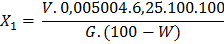 X₁ = V. 0,005004.6,25.100.100 / G. (100 − W)